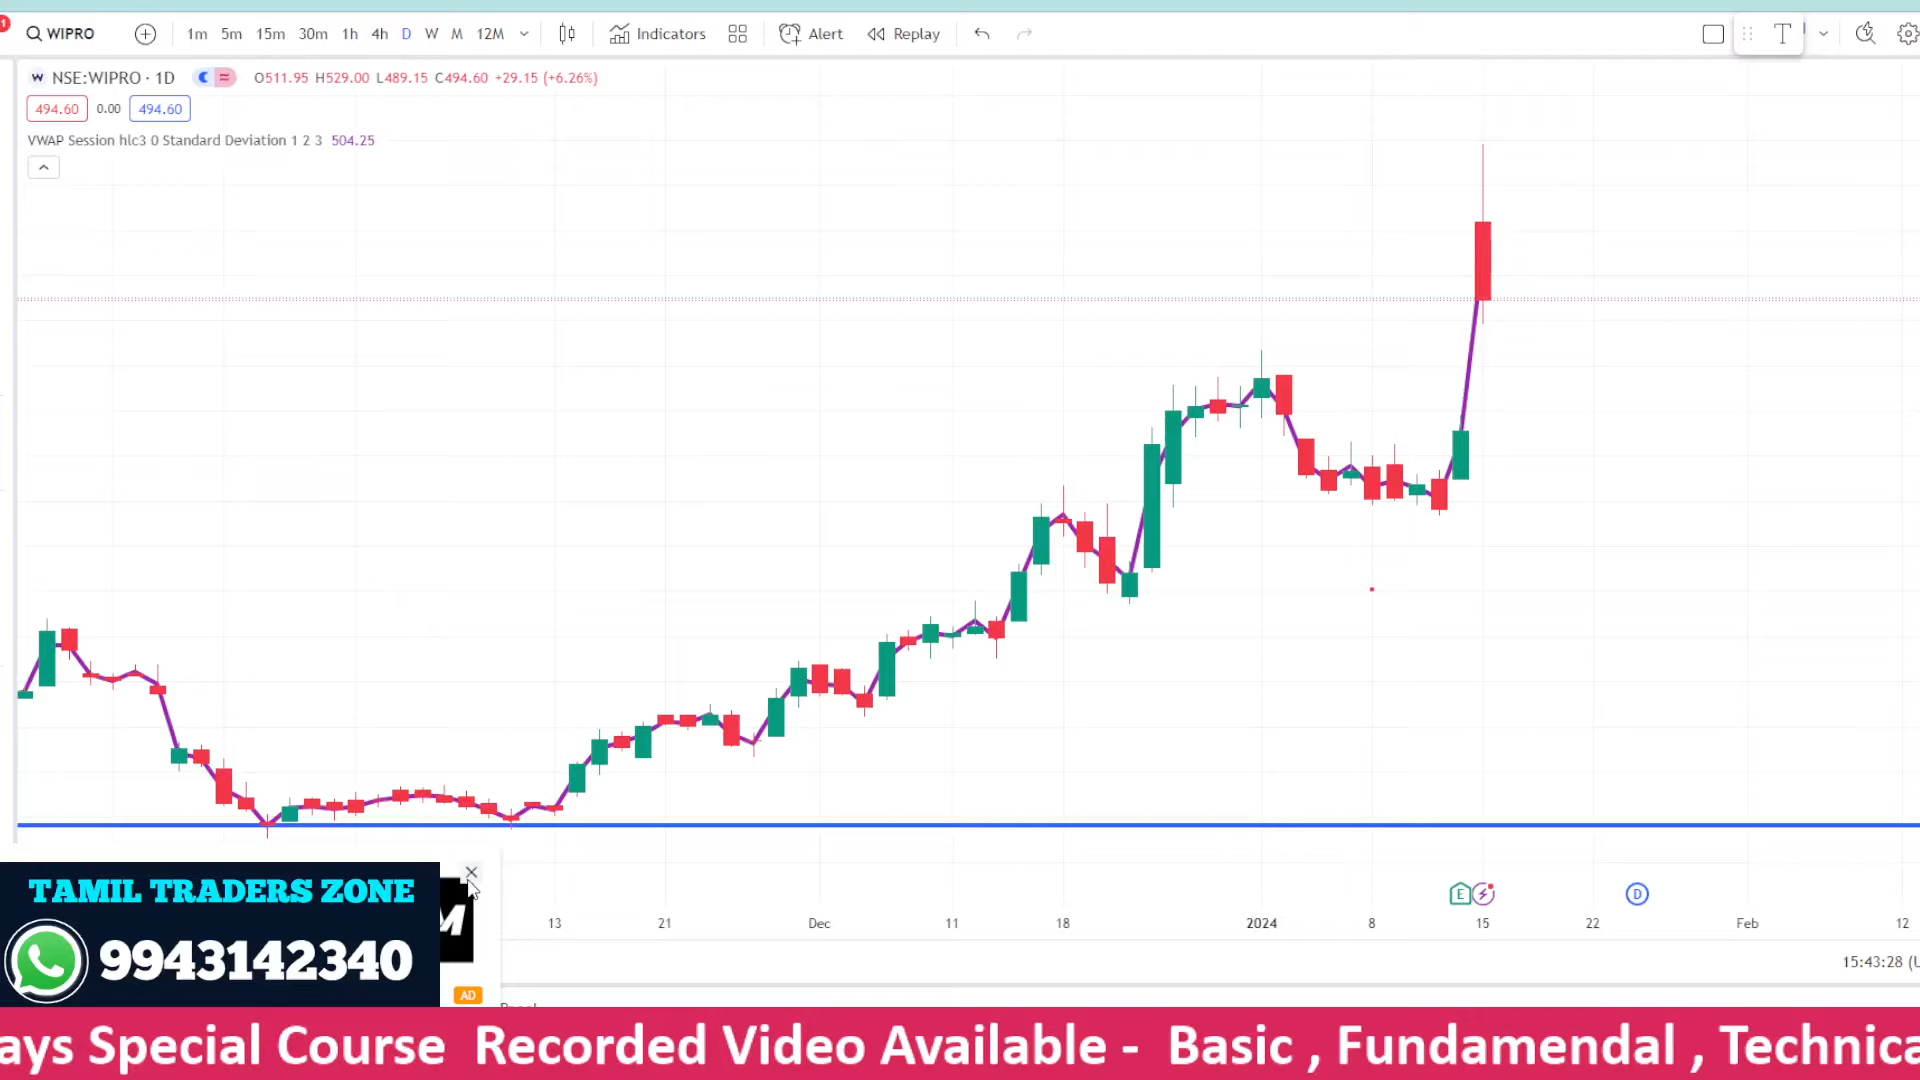 1
WIPRO 1m 5m 15m 30m 1h 4h D W M 12M Indicators Alert Replay T
W NSE:WIPRO · 1D O511.95 H529.00 L489.15 C494.60 +29.15 (+6.26%)
494.60 0.00 494.60
VWAP Session hlc3 0 Standard Deviation 1 2 3 504.25
E D
13 21 Dec 11 18 2024 8 15 22 Feb 12
TAMIL TRADERS ZONE
M
9943142340
15:43:28 (U
AD
ays Special Course Recorded Video Available - Basic , Fundamendal , Technica